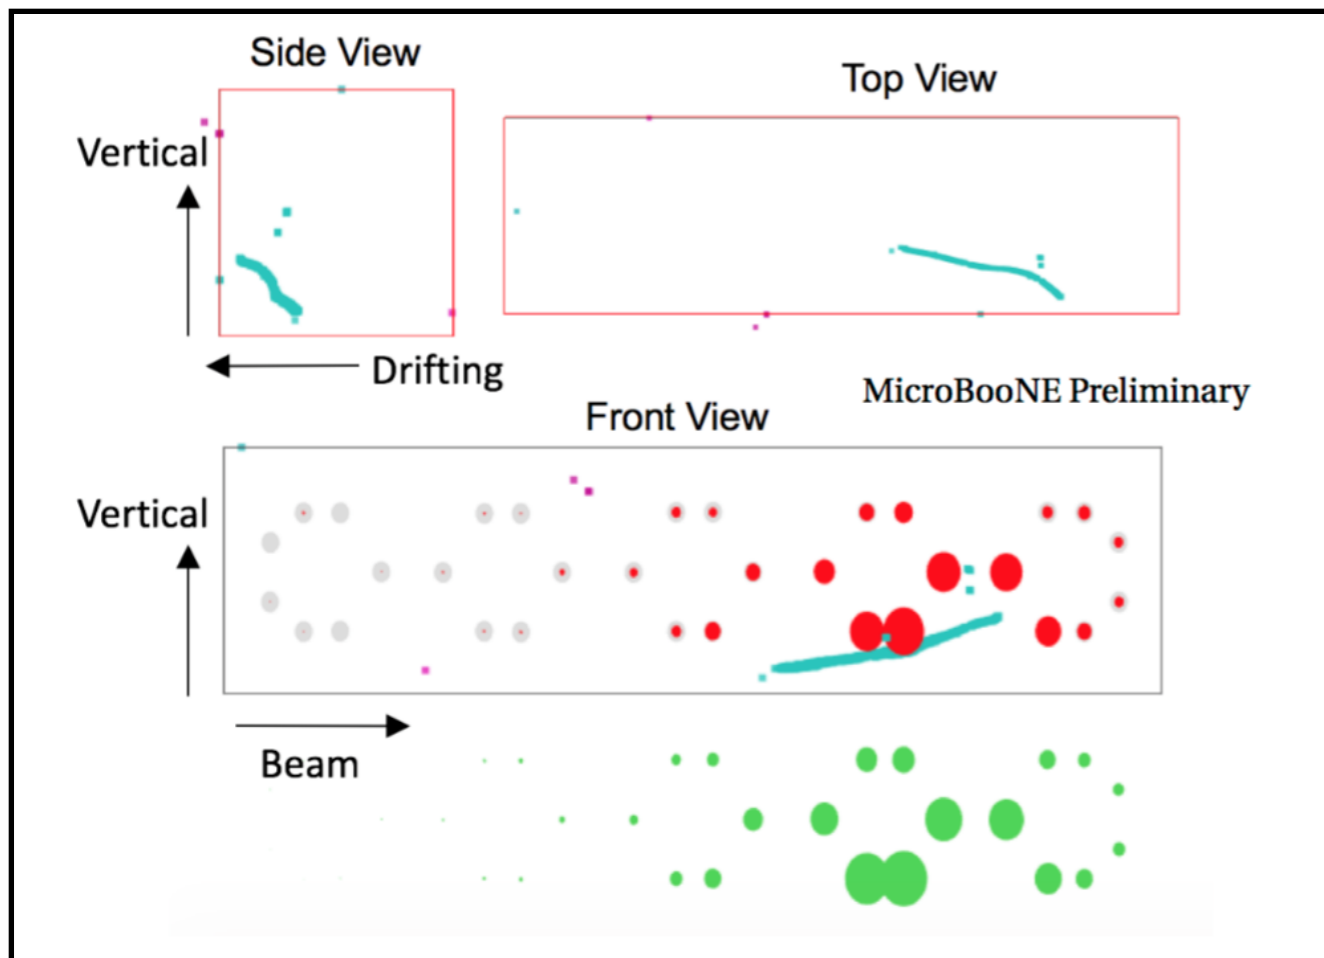 Side View
Top View
Vertical
Drifting
MicroBooNE Preliminary
Front View
Vertical
Beam